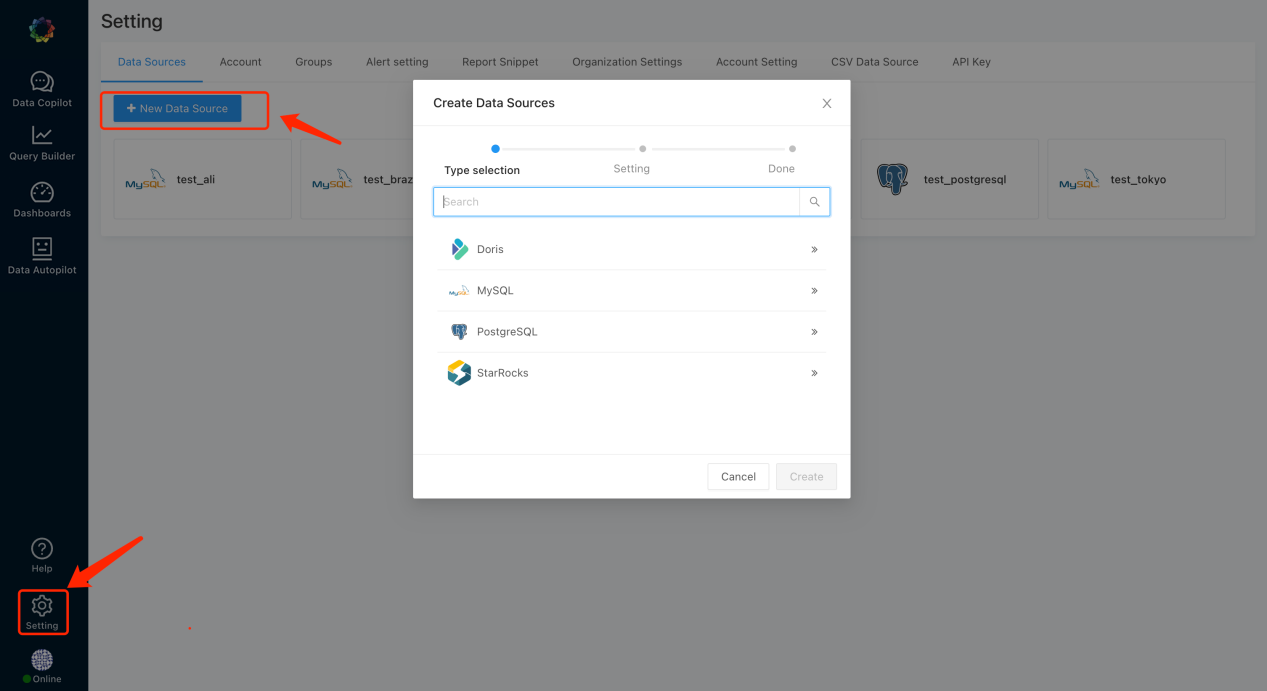 Setting
Data Sources Account Groups Alert setting Report Snippet Organization Settings Account Setting CSV Data Source API Key
+ New Data Source
MySQL test_ali
MySQL test_braz
test_postgresql
MySQL test_tokyo
Data Copilot
Query Builder
Dashboards
Data Autopilot
Help
Setting
Online
Create Data Sources
Type selection Setting Done
Search
Doris
MySQL MySQL
PostgreSQL
StarRocks
Cancel Create